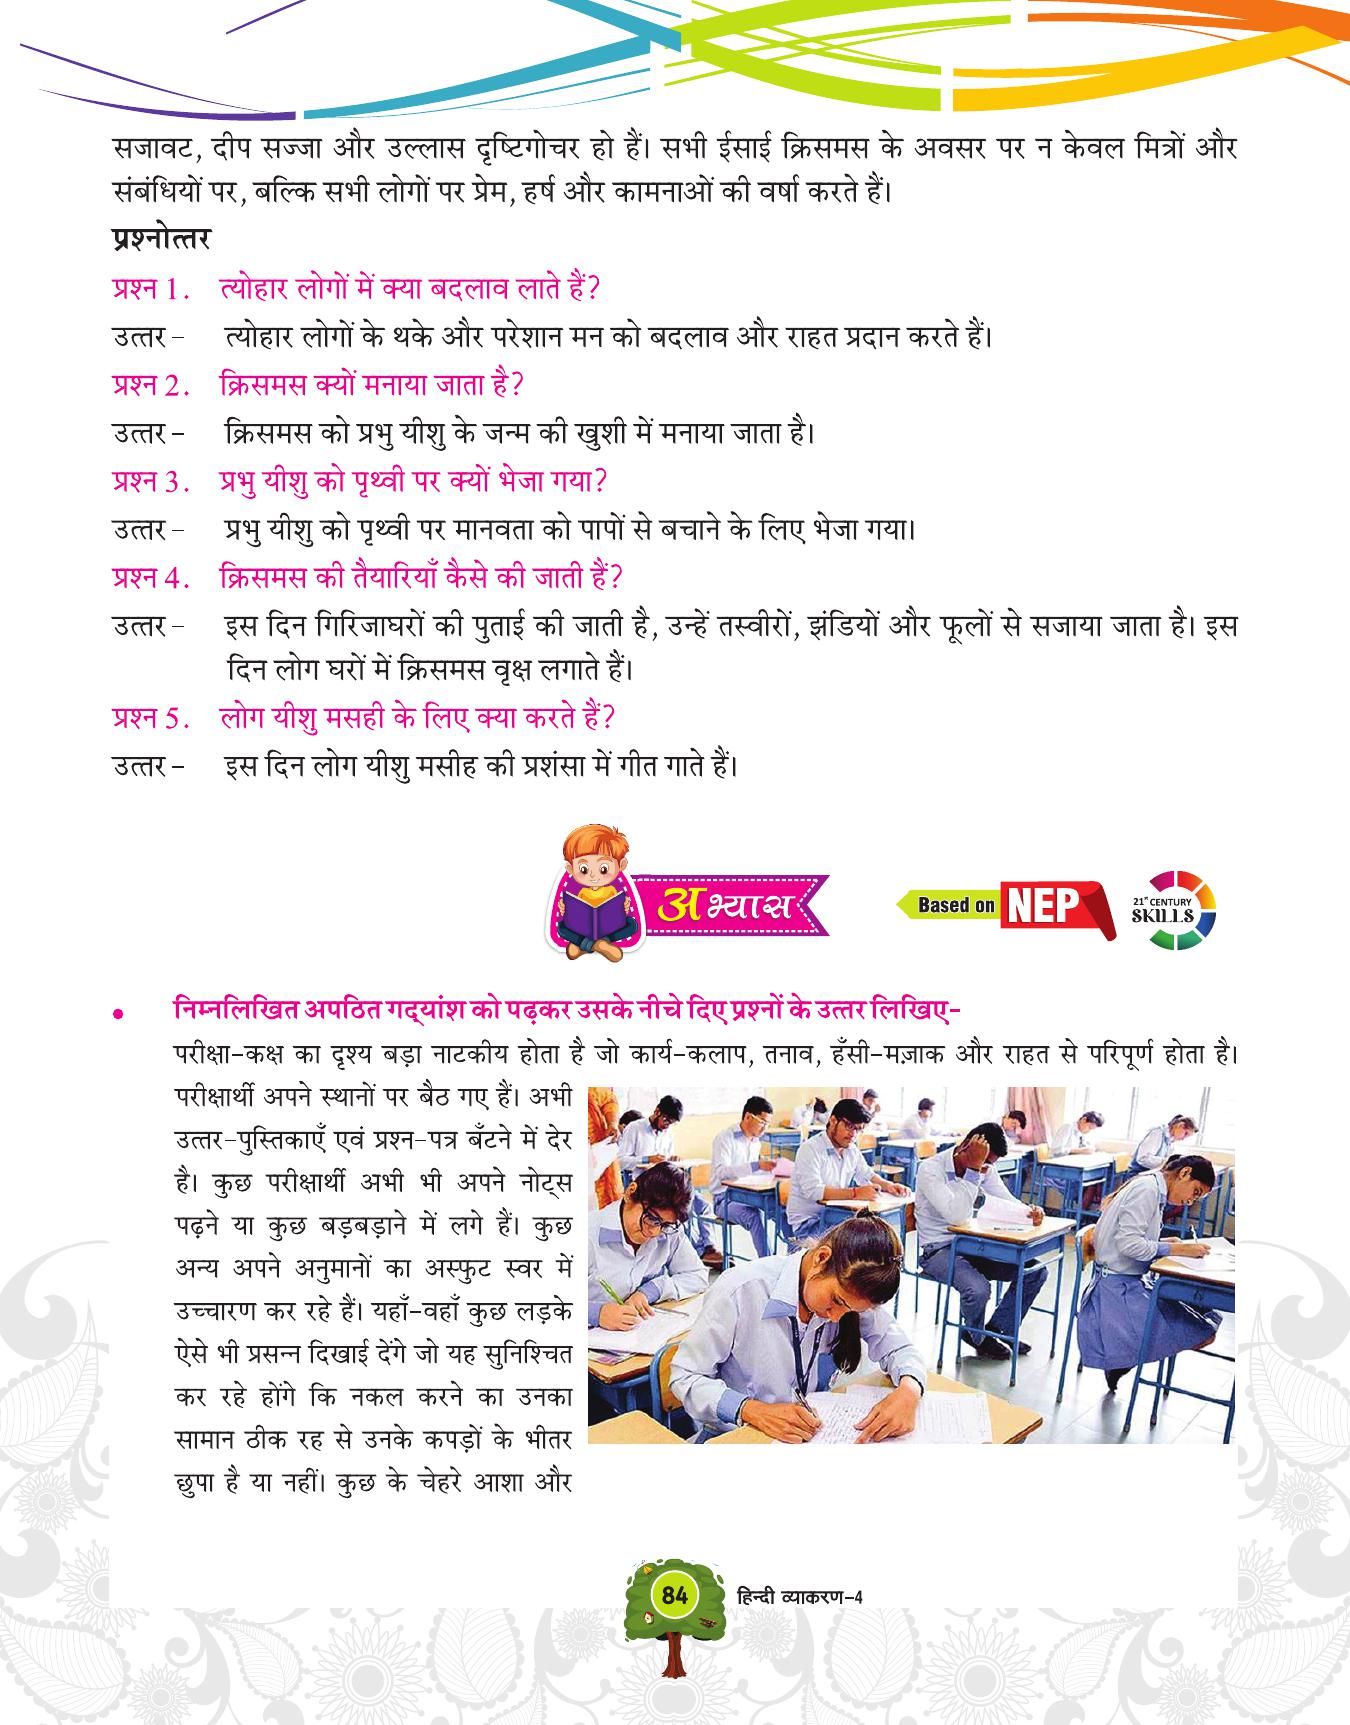 सजावट, दीप सज्जा और उल्लास दृष्टिगोचर हो हैं। सभी ईसाई क्रिसमस के अवसर पर न केवल मित्रों और
संबंधियों पर, बल्कि सभी लोगों पर प्रेम, हर्ष और कामनाओं की वर्षा करते हैं।
प्रश्नोत्तर
प्रश्न 1. त्योहार लोगों में क्या बदलाव लाते हैं?
उत्तर – त्योहार लोगों के थके और परेशान मन को बदलाव और राहत प्रदान करते हैं।
प्रश्न 2. क्रिसमस क्यों मनाया जाता है?
उत्तर – क्रिसमस को प्रभु यीशु के जन्म की खुशी में मनाया जाता है।
प्रश्न 3. प्रभु यीशु को पृथ्वी पर क्यों भेजा गया?
उत्तर – प्रभु यीशु को पृथ्वी पर मानवता को पापों से बचाने के लिए भेजा गया।
प्रश्न 4. क्रिसमस की तैयारियाँ कैसे की जाती हैं?
उत्तर – इस दिन गिरिजाघरों की पुताई की जाती है, उन्हें तस्वीरों, झंडियों और फूलों से सजाया जाता है। इस
दिन लोग घरों में क्रिसमस वृक्ष लगाते हैं।
प्रश्न 5. लोग यीशु मसही के लिए क्या करते हैं?
उत्तर – इस दिन लोग यीशु मसीह की प्रशंसा में गीत गाते हैं।
अभ्यास
Based on NEP
21st CENTURY
SKILLS
• निम्नलिखित अपठित गद्यांश को पढ़कर उसके नीचे दिए प्रश्नों के उत्तर लिखिए–
परीक्षा–कक्ष का दृश्य बड़ा नाटकीय होता है जो कार्य–कलाप, तनाव, हँसी–मज़ाक और राहत से परिपूर्ण होता है।
परीक्षार्थी अपने स्थानों पर बैठ गए हैं। अभी
उत्तर–पुस्तिकाएँ एवं प्रश्न–पत्र बँटने में देर
है। कुछ परीक्षार्थी अभी भी अपने नोट्स
पढ़ने या कुछ बड़बड़ाने में लगे हैं। कुछ
अन्य अपने अनुमानों का अस्फुट स्वर में
उच्चारण कर रहे हैं। यहाँ–वहाँ कुछ लड़के
ऐसे भी प्रसन्न दिखाई देंगे जो यह सुनिश्चित
कर रहे होंगे कि नकल करने का उनका
सामान ठीक रह से उनके कपड़ों के भीतर
छुपा है या नहीं। कुछ के चेहरे आशा और
84 हिन्दी व्याकरण–4